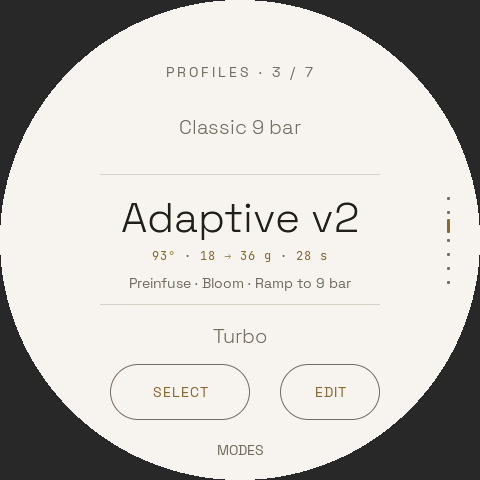 PROFILES · 3 / 7
Classic 9 bar
Adaptive v2
93° · 18 → 36 g · 28 s
Preinfuse · Bloom · Ramp to 9 bar
Turbo
SELECT
EDIT
MODES